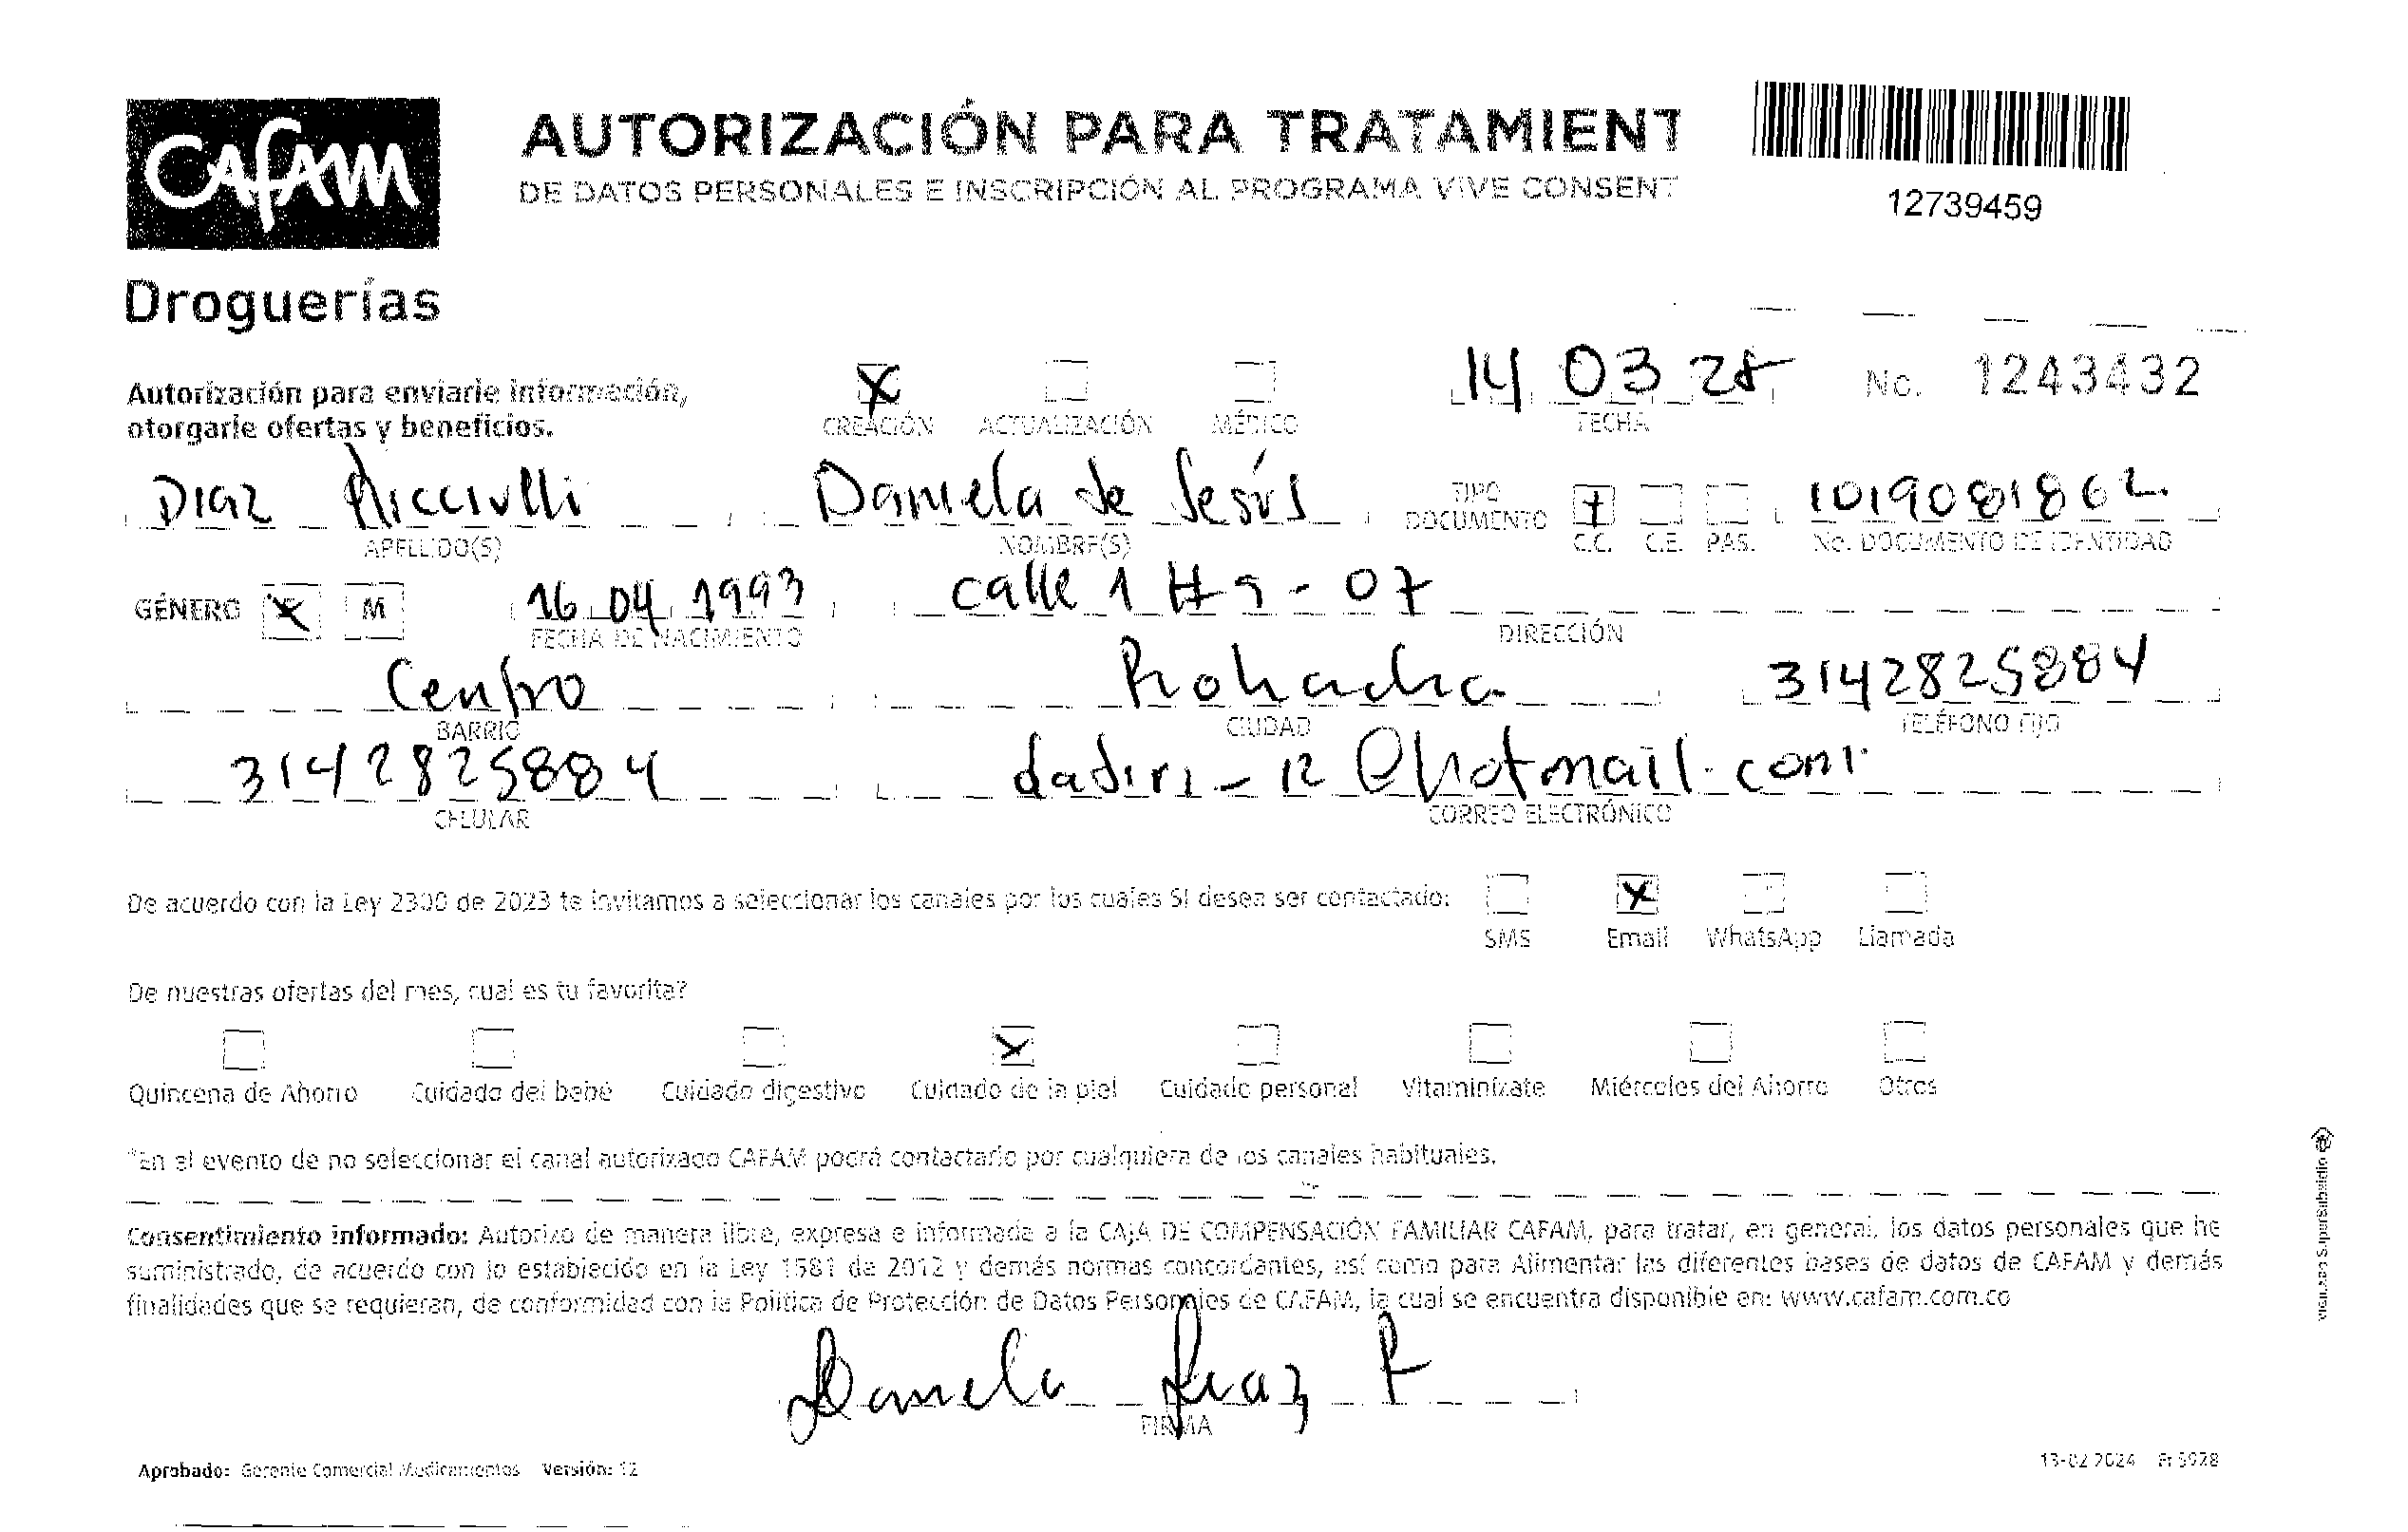 Cafam
AUTORIZACIÓN PARA TRATAMIENT
DE DATOS PERSONALES E INSCRIPCIÓN AL PROGRAMA VIVE CONSENT
12739459
Droguerías
Autorización para enviarle información,
otorgarle ofertas y beneficios.
X
CREACIÓN ACTUALIZACIÓN MÉDICO
14 03 25
FECHA
No. 1243432
Diaz Ricciulli Daniela de Jesús
APELLIDO(S) NOMBRE(S)
TIPO DOCUMENTO C.C. C.E. PAS.
1019081862
No. DOCUMENTO DE IDENTIDAD
GÉNERO F M 16 04 1993 calle 1 # 9 - 07
FECHA DE NACIMIENTO DIRECCIÓN
Centro Riohacha 3142825884
BARRIO CIUDAD TELÉFONO FIJO
3142825884 dadiri_12@hotmail.com
CELULAR CORREO ELECTRÓNICO
De acuerdo con la Ley 2300 de 2023 te invitamos a seleccionar los canales por los cuales SI desea ser contactado:
SMS Email WhatsApp Llamada
De nuestras ofertas del mes, cual es tu favorita?
Quincena de Ahorro Cuidado del bebé Cuidado digestivo Cuidado de la piel Cuidado personal Vitaminízate Miércoles del Ahorro Otros
*En el evento de no seleccionar el canal autorizado CAFAM podrá contactarlo por cualquiera de los canales habituales.
Consentimiento informado: Autorizo de manera libre, expresa e informada a la CAJA DE COMPENSACIÓN FAMILIAR CAFAM, para tratar, en general, los datos personales que he
suministrado, de acuerdo con lo establecido en la Ley 1581 de 2012 y demás normas concordantes, así como para Alimentar las diferentes bases de datos de CAFAM y demás
finalidades que se requieran, de conformidad con la Política de Protección de Datos Personales de CAFAM, la cual se encuentra disponible en: www.cafam.com.co
Daniela Diaz R
FIRMA
Aprobado: Gerente Comercial Medicamentos Versión: 12
13-02 2024 Fr 5928
VIGILADO SuperSubsidio